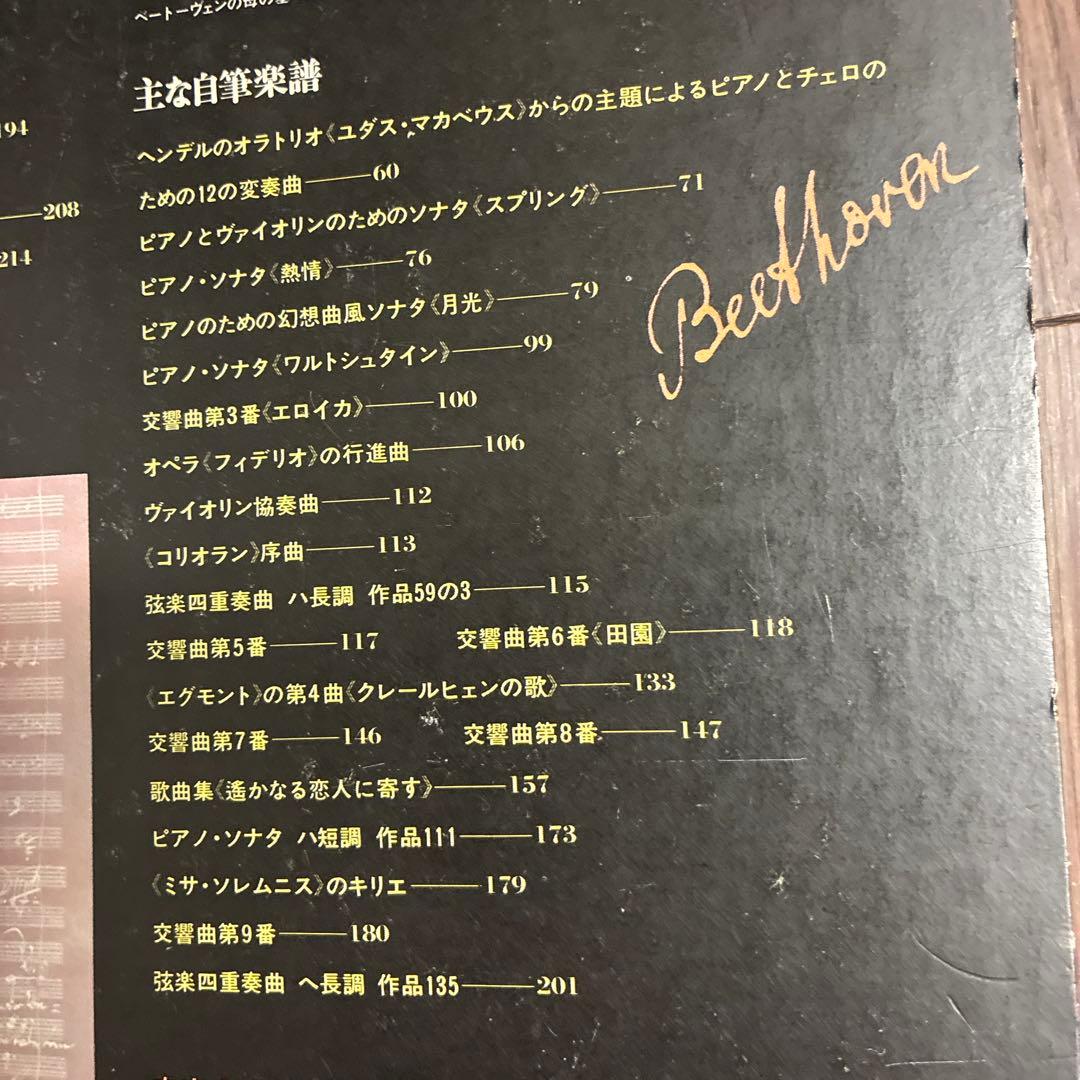 ベートーヴェンの母の墓
主な自筆楽譜
194
208
214
ヘンデルのオラトリオ《ユダス・マカベウス》からの主題によるピアノとチェロの
ための12の変奏曲――60
ピアノとヴァイオリンのためのソナタ《スプリング》――71
ピアノ・ソナタ《熱情》――76
ピアノのための幻想曲風ソナタ《月光》――79
ピアノ・ソナタ《ワルトシュタイン》――99
交響曲第3番《エロイカ》――100
オペラ《フィデリオ》の行進曲――106
ヴァイオリン協奏曲――112
《コリオラン》序曲――113
弦楽四重奏曲 ハ長調 作品59の3――115
交響曲第5番――117 交響曲第6番《田園》――118
《エグモント》の第4曲《クレールヒェンの歌》――133
交響曲第7番――146 交響曲第8番――147
歌曲集《遙かなる恋人に寄す》――157
ピアノ・ソナタ ハ短調 作品111――173
《ミサ・ソレムニス》のキリエ――179
交響曲第9番――180
弦楽四重奏曲 ヘ長調 作品135――201
Beethoven